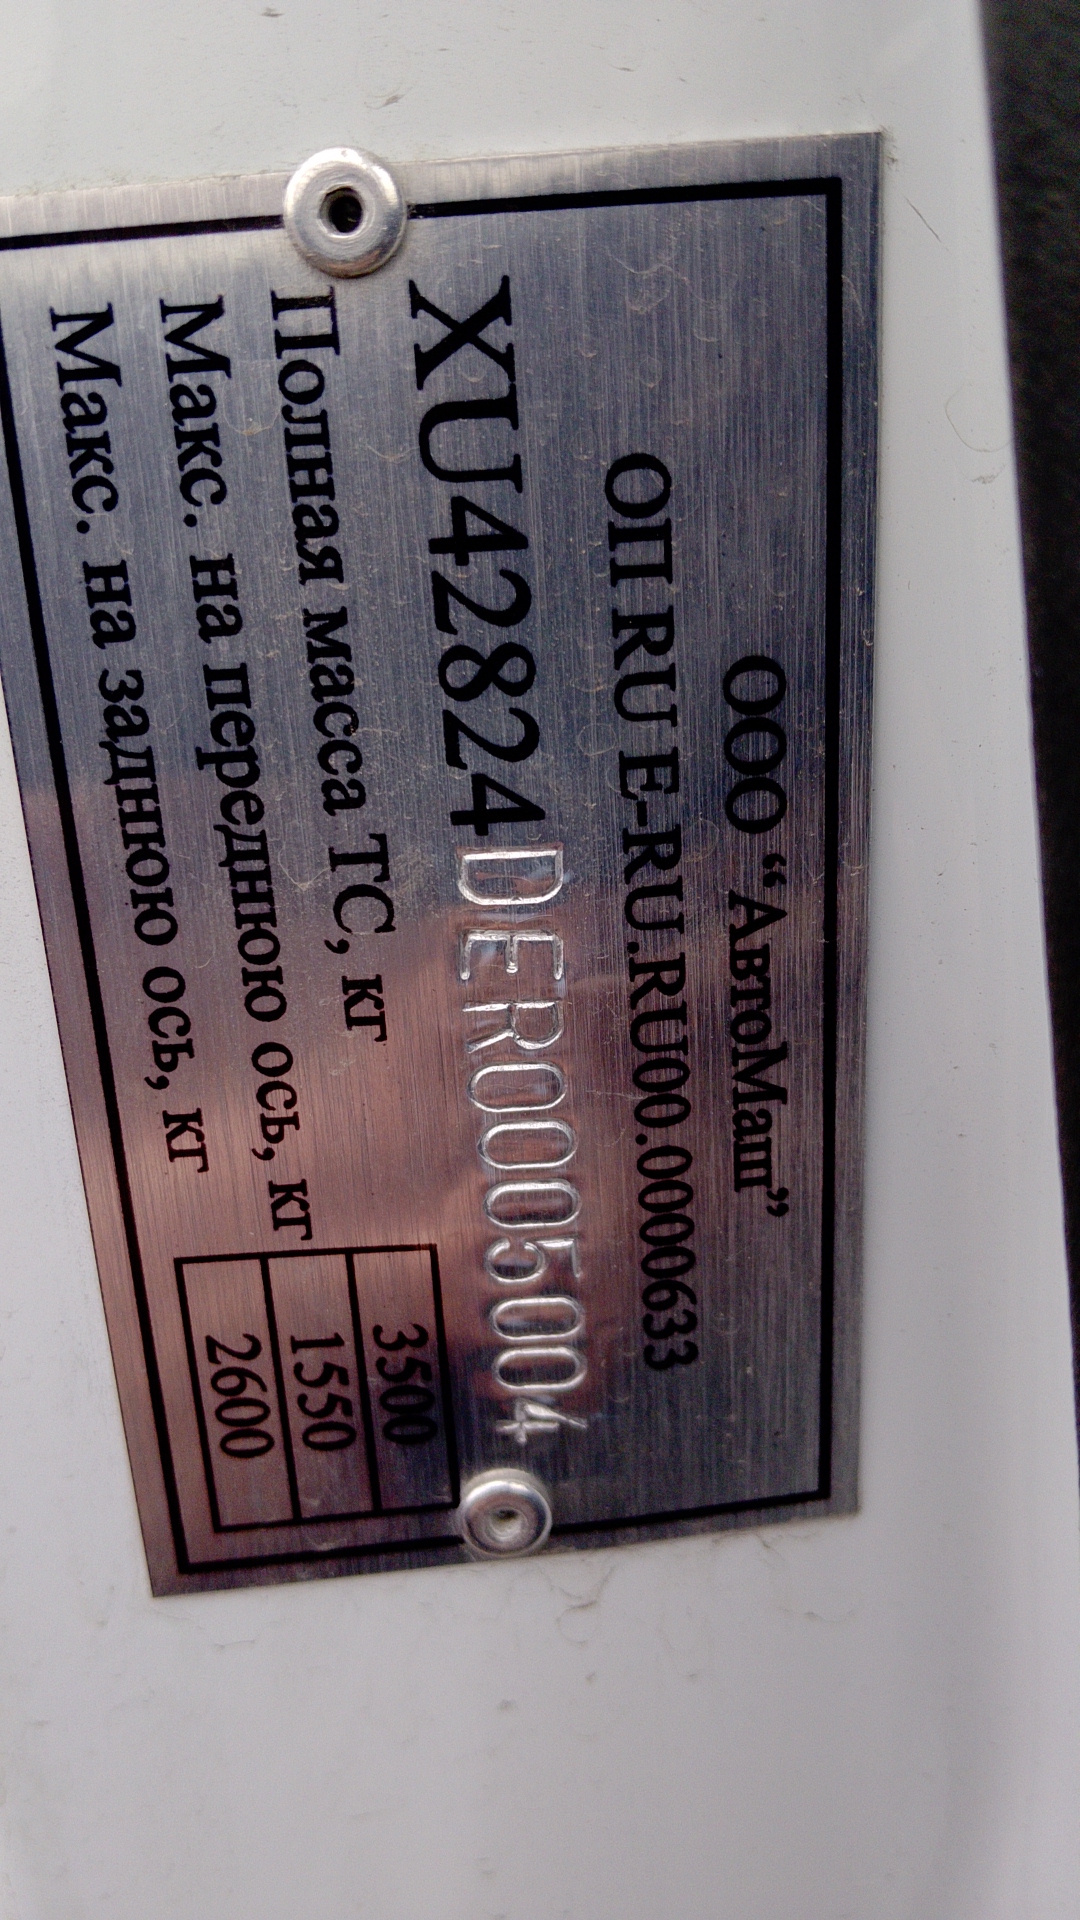 ООО “АвтоМаш”
ОП RU E-RU.RU00.0000633
XU42824DER0005004
Полная масса ТС, кг 3500
Макс. на переднюю ось, кг 1550
Макс. на заднюю ось, кг 2600